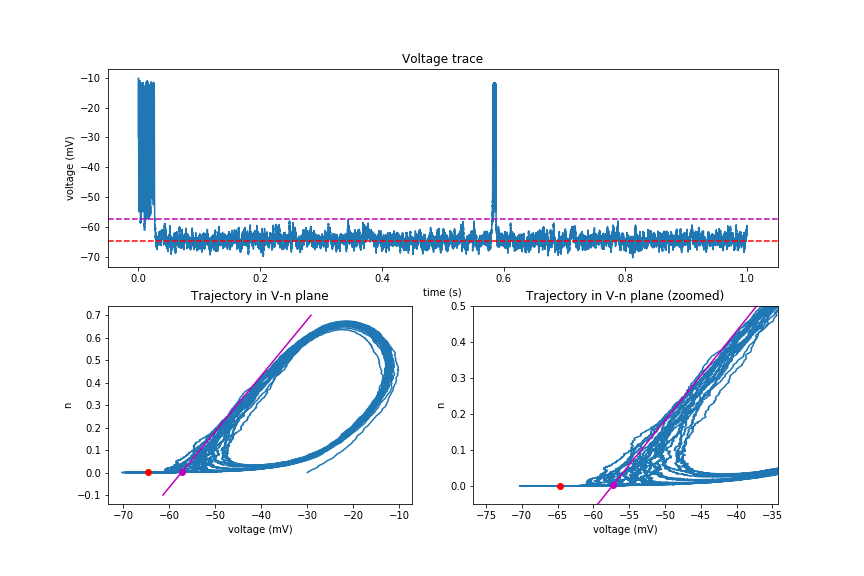 Voltage trace
voltage (mV)
−10
−20
−30
−40
−50
−60
−70
0.0 0.2 0.4 0.6 0.8 1.0
time (s)
Trajectory in V-n plane
n
0.7
0.6
0.5
0.4
0.3
0.2
0.1
0.0
−0.1
−70 −60 −50 −40 −30 −20 −10
voltage (mV)
Trajectory in V-n plane (zoomed)
n
0.5
0.4
0.3
0.2
0.1
0.0
−75 −70 −65 −60 −55 −50 −45 −40 −35
voltage (mV)